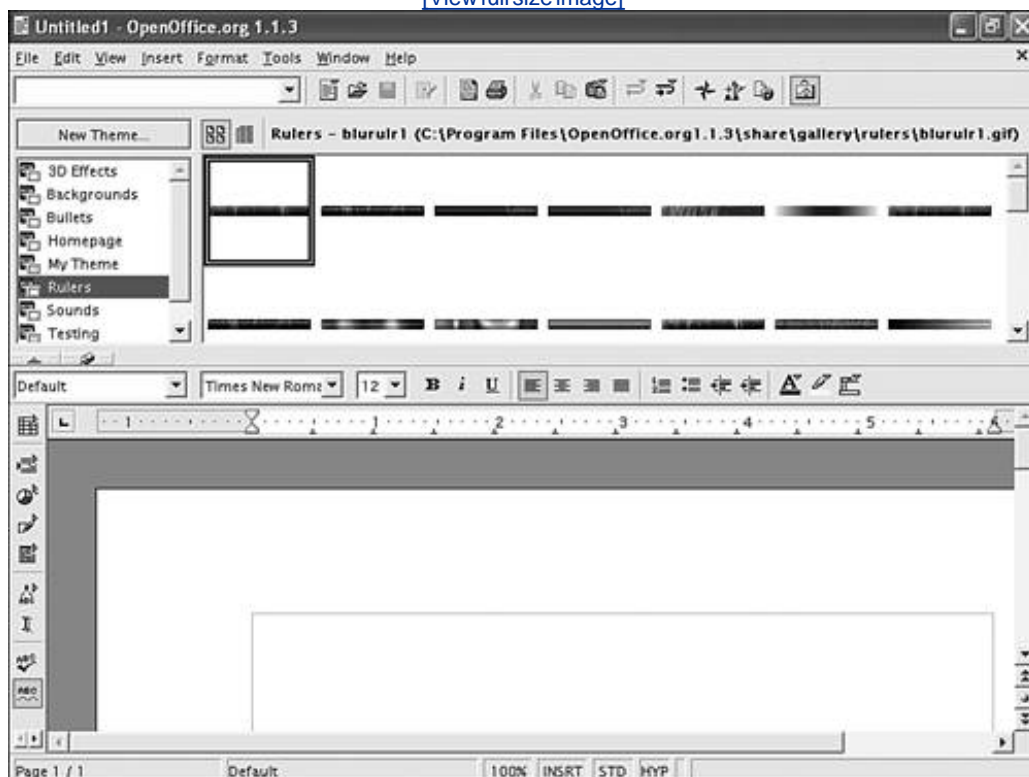 [View full size image]
Untitled1 - OpenOffice.org 1.1.3
File Edit View Insert Format Tools Window Help
New Theme... Rulers - blurulr1 (C:\Program Files\OpenOffice.org1.1.3\share\gallery\rulers\blurulr1.gif)
3D Effects
Backgrounds
Bullets
Homepage
My Theme
Rulers
Sounds
Testing
Default Times New Roma 12 B i U A
1 1 2 3 4 5 6
ABC
ABC
Page 1 / 1 Default 100% INSRT STD HYP